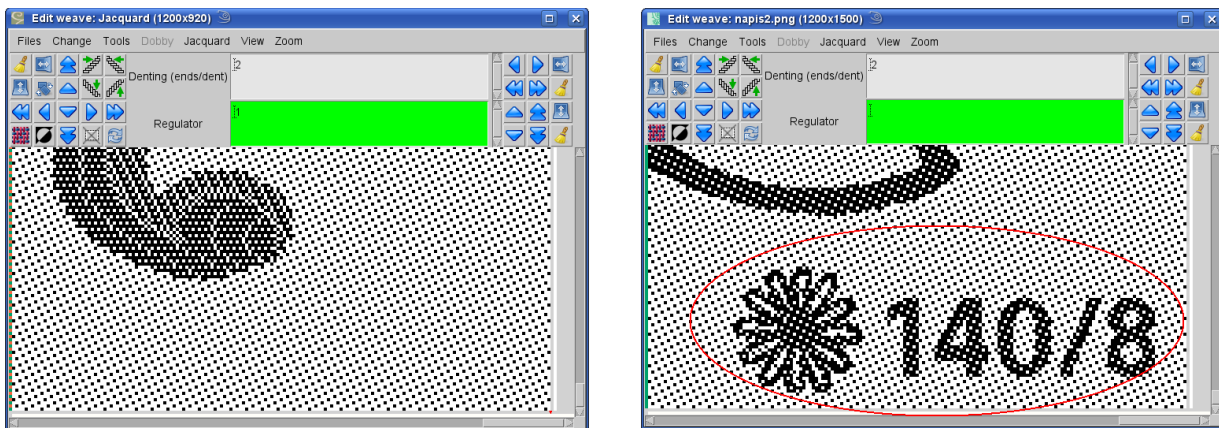 Edit weave: Jacquard (1200x920)
Files Change Tools Dobby Jacquard View Zoom
Denting (ends/dent)
2
Regulator
1
Edit weave: napis2.png (1200x1500)
Files Change Tools Dobby Jacquard View Zoom
Denting (ends/dent)
2
Regulator
140/8